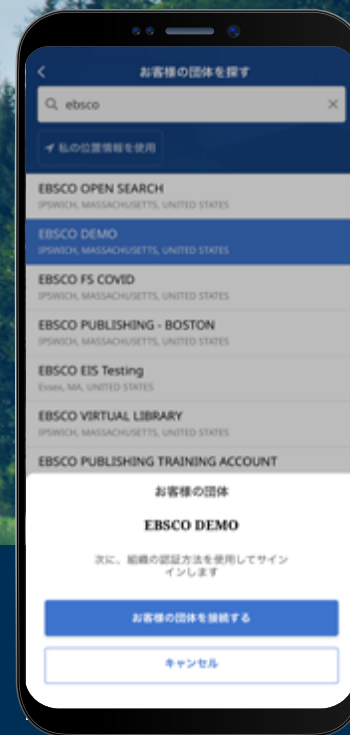 お客様の団体を探す
ebsco
私の位置情報を使用
EBSCO OPEN SEARCH
IPSWICH, MASSACHUSETTS, UNITED STATES
EBSCO DEMO
IPSWICH, MASSACHUSETTS, UNITED STATES
EBSCO FS COVID
IPSWICH, MASSACHUSETTS, UNITED STATES
EBSCO PUBLISHING - BOSTON
IPSWICH, MASSACHUSETTS, UNITED STATES
EBSCO EIS Testing
Essex, MA, UNITED STATES
EBSCO VIRTUAL LIBRARY
IPSWICH, MASSACHUSETTS, UNITED STATES
EBSCO PUBLISHING TRAINING ACCOUNT
お客様の団体
EBSCO DEMO
次に、組織の認証方法を使用してサイン
インします
お客様の団体を接続する
キャンセル